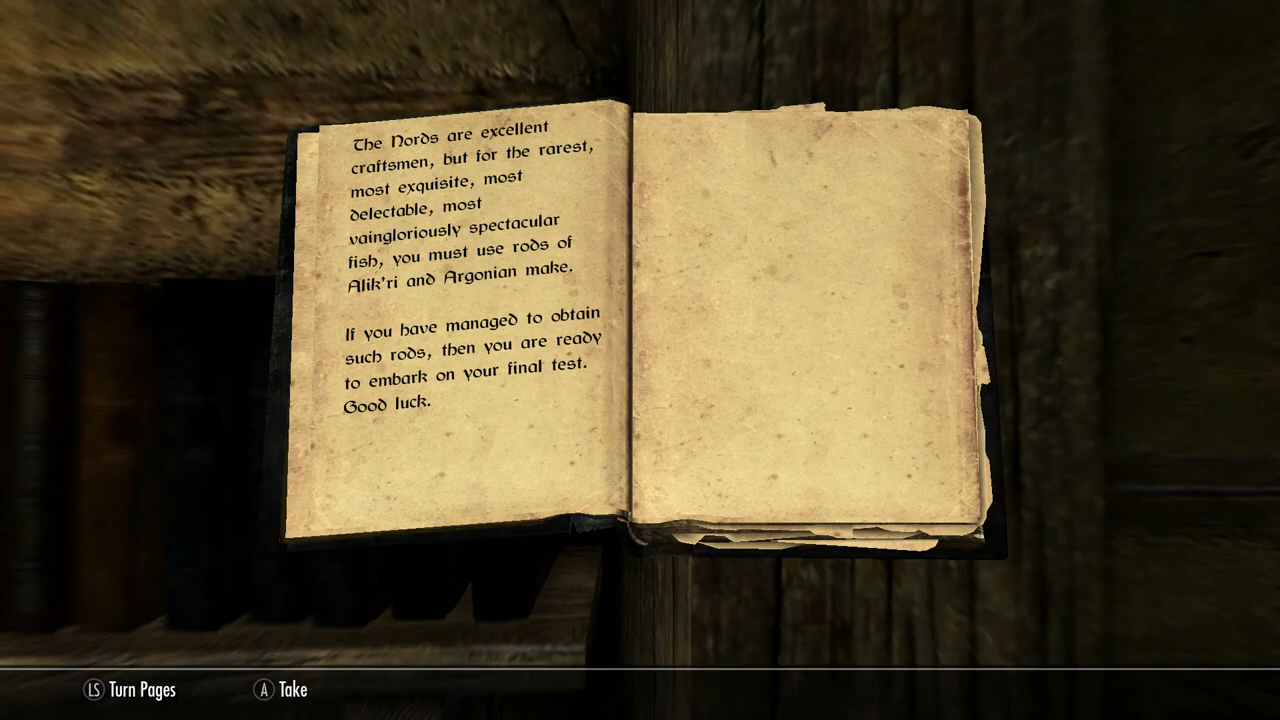 The Nords are excellent
craftsmen, but for the rarest,
most exquisite, most
delectable, most
vaingloriously spectacular
fish, you must use rods of
Alik'ri and Argonian make.
If you have managed to obtain
such rods, then you are ready
to embark on your final test.
Good luck.
LS Turn Pages
A Take